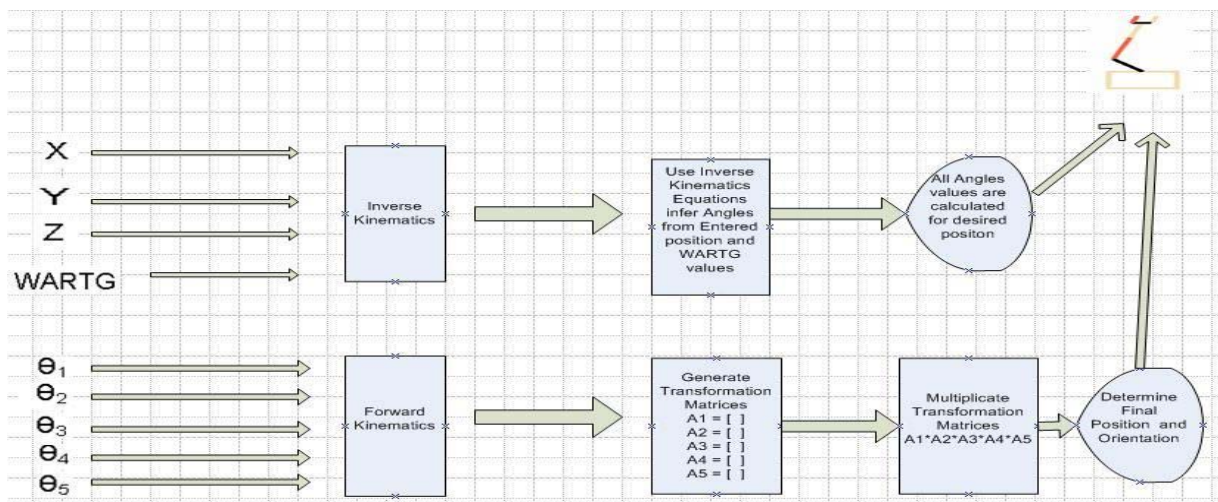 X
Y
Z
WARTG
Inverse
Kinematics
Use Inverse
Kinematics
Equations
infer Angles
from Entered
position and
WARTG
values
All Angles
values are
calculated
for desired
positon
θ1
θ2
θ3
θ4
θ5
Forward
Kinematics
Generate
Transformation
Matrices
A1 = [ ]
A2 = [ ]
A3 = [ ]
A4 = [ ]
A5 = [ ]
Multiplicate
Transformation
Matrices
A1*A2*A3*A4*A5
Determine
Final
Position and
Orientation